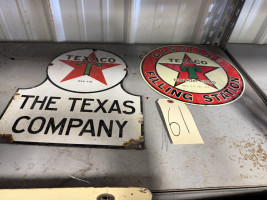 TEXACO
T
THE TEXAS
COMPANY
TEXACO
T
FILLING STATION
61